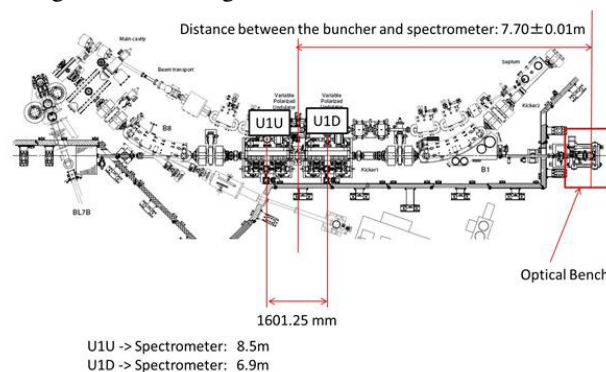 Distance between the buncher and spectrometer: 7.70±0.01m
Main cavity
Beam transport
Septum
Variable
Polarized
Undulator
Variable
Polarized
U1U
U1D
Kicker2
B8
Kicker1
B1
BL7B
Optical Bench
1601.25 mm
U1U -> Spectrometer: 8.5m
U1D -> Spectrometer: 6.9m